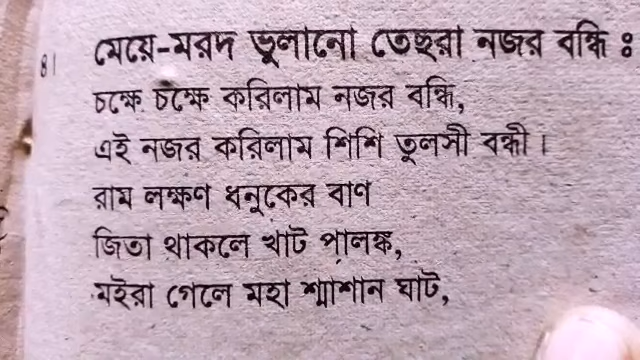 ৪। মেয়ে-মরদ ভুলানো তেছরা নজর বন্ধি ঃ
চক্ষে চক্ষে করিলাম নজর বন্ধি,
এই নজর করিলাম শিশি তুলসী বন্ধী।
রাম লক্ষণ ধনুকের বাণ
জিতা থাকলে খাট পালঙ্ক,
মইরা গেলে মহা শ্মাশান ঘাট,